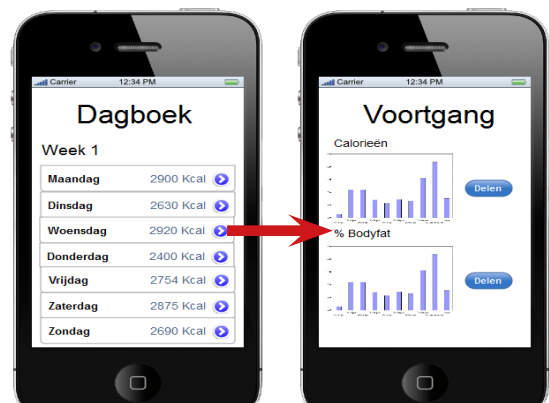 Carrier 12:34 PM
Dagboek
Week 1
Maandag 2900 Kcal
Dinsdag 2630 Kcal
Woensdag 2920 Kcal
Donderdag 2400 Kcal
Vrijdag 2754 Kcal
Zaterdag 2875 Kcal
Zondag 2690 Kcal
Carrier 12:34 PM
Voortgang
Calorieën
Delen
% Bodyfat
Delen